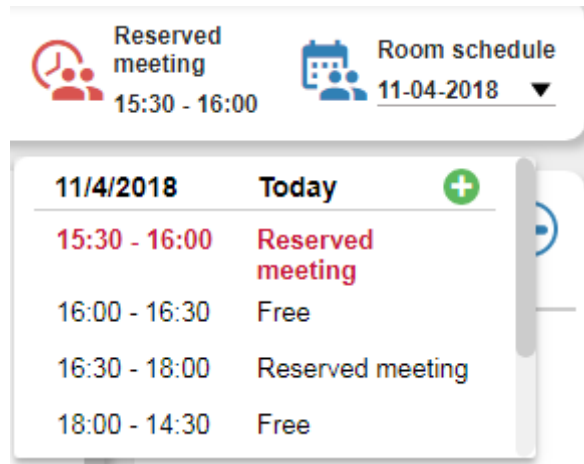 Reserved
meeting
15:30 - 16:00
Room schedule
11-04-2018
11/4/2018 Today
15:30 - 16:00 Reserved
meeting
16:00 - 16:30 Free
16:30 - 18:00 Reserved meeting
18:00 - 14:30 Free